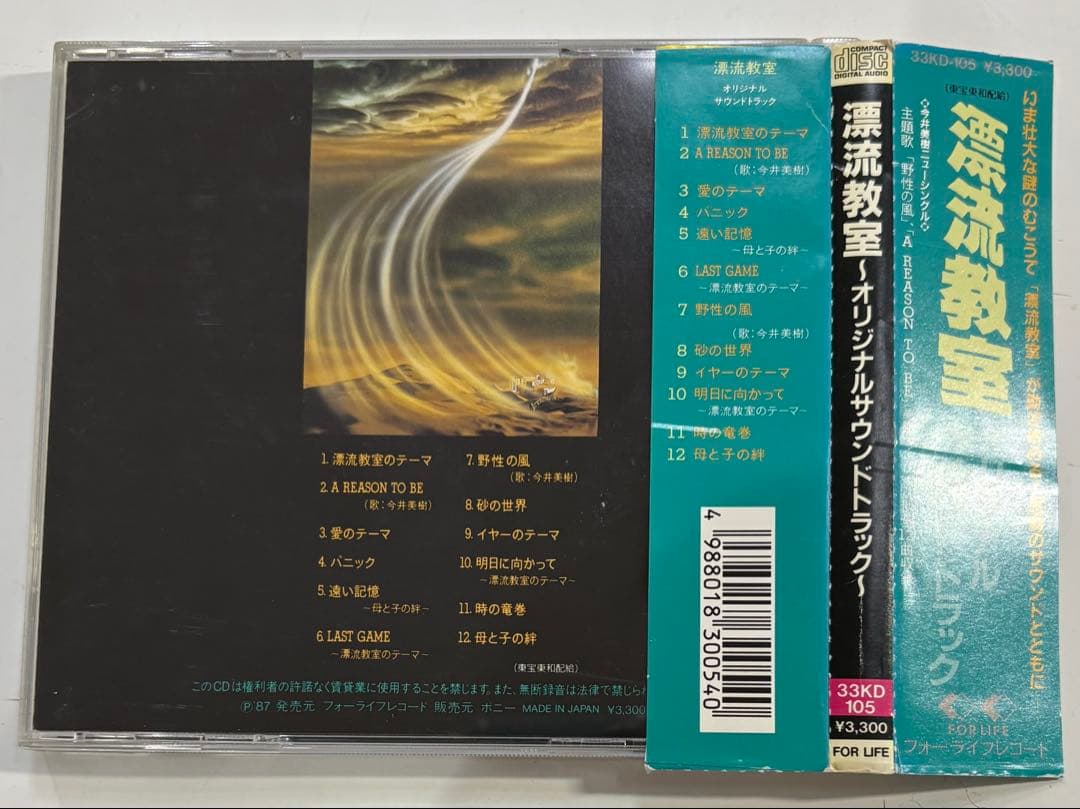 1. 漂流教室のテーマ
2. A REASON TO BE
(歌:今井美樹)
3. 愛のテーマ
4. パニック
5. 遠い記憶
~母と子の絆~
6. LAST GAME
~漂流教室のテーマ~
7. 野性の風
(歌:今井美樹)
8. 砂の世界
9. イヤーのテーマ
10. 明日に向かって
~漂流教室のテーマ~
11. 時の竜巻
12. 母と子の絆
(東宝東和配給)
このCDは権利者の許諾なく賃貸業に使用することを禁じます。また、無断録音は法律で禁じられ
Ⓟ'87 発売元 フォーライフレコード 販売元 ポニー MADE IN JAPAN ¥3,300
漂流教室
オリジナル
サウンドトラック
1 漂流教室のテーマ
2 A REASON TO BE
(歌:今井美樹)
3 愛のテーマ
4 パニック
5 遠い記憶
~母と子の絆~
6 LAST GAME
~漂流教室のテーマ~
7 野性の風
(歌:今井美樹)
8 砂の世界
9 イヤーのテーマ
10 明日に向かって
~漂流教室のテーマ~
11 時の竜巻
12 母と子の絆
4988018300540
COMPACT
disc
DIGITAL AUDIO
漂流教室~オリジナルサウンドトラック~
33KD
105
¥3,300
FOR LIFE
33KD-105 ¥3,300
いま壮大な謎のむこうで「漂流教室」が
のサウンドとともに
(東宝東和配給)
漂流教室
今井美樹ニューシングル
主題歌「野性の風」、「A REASON TO BE
12曲収
ラック
FOR LIFE
フォーライフレコード